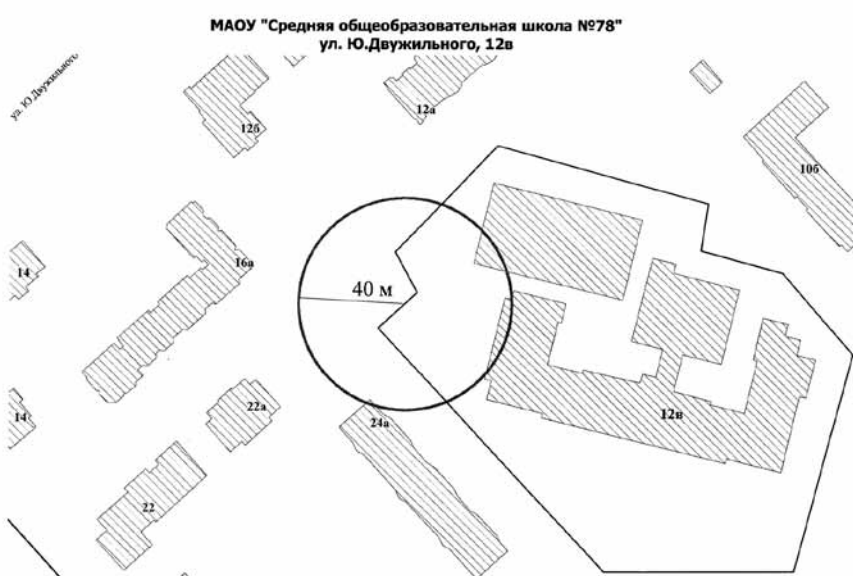 МАОУ "Средняя общеобразовательная школа №78"
ул. Ю.Двужильного, 12в
ул. Ю.Двужильного
12б
12а
10б
14
16а
40 м
14
22а
24а
12в
22